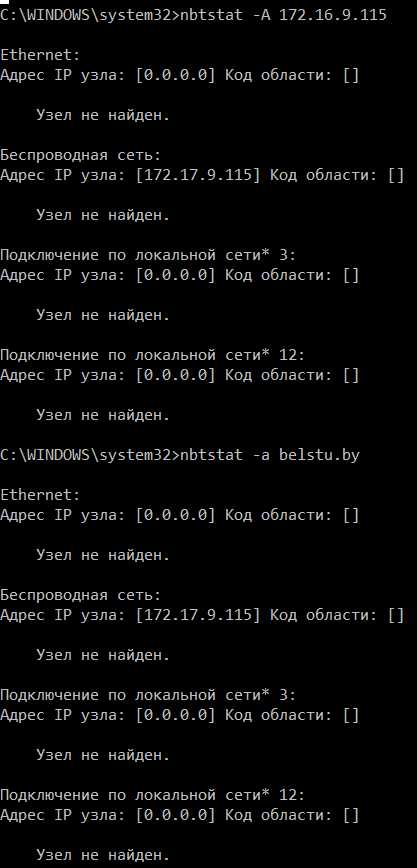 C:\WINDOWS\system32>nbtstat -A 172.16.9.115
Ethernet:
Адрес IP узла: [0.0.0.0] Код области: []
Узел не найден.
Беспроводная сеть:
Адрес IP узла: [172.17.9.115] Код области: []
Узел не найден.
Подключение по локальной сети* 3:
Адрес IP узла: [0.0.0.0] Код области: []
Узел не найден.
Подключение по локальной сети* 12:
Адрес IP узла: [0.0.0.0] Код области: []
Узел не найден.
C:\WINDOWS\system32>nbtstat -a belstu.by
Ethernet:
Адрес IP узла: [0.0.0.0] Код области: []
Узел не найден.
Беспроводная сеть:
Адрес IP узла: [172.17.9.115] Код области: []
Узел не найден.
Подключение по локальной сети* 3:
Адрес IP узла: [0.0.0.0] Код области: []
Узел не найден.
Подключение по локальной сети* 12:
Адрес IP узла: [0.0.0.0] Код области: []
Узел не найден.